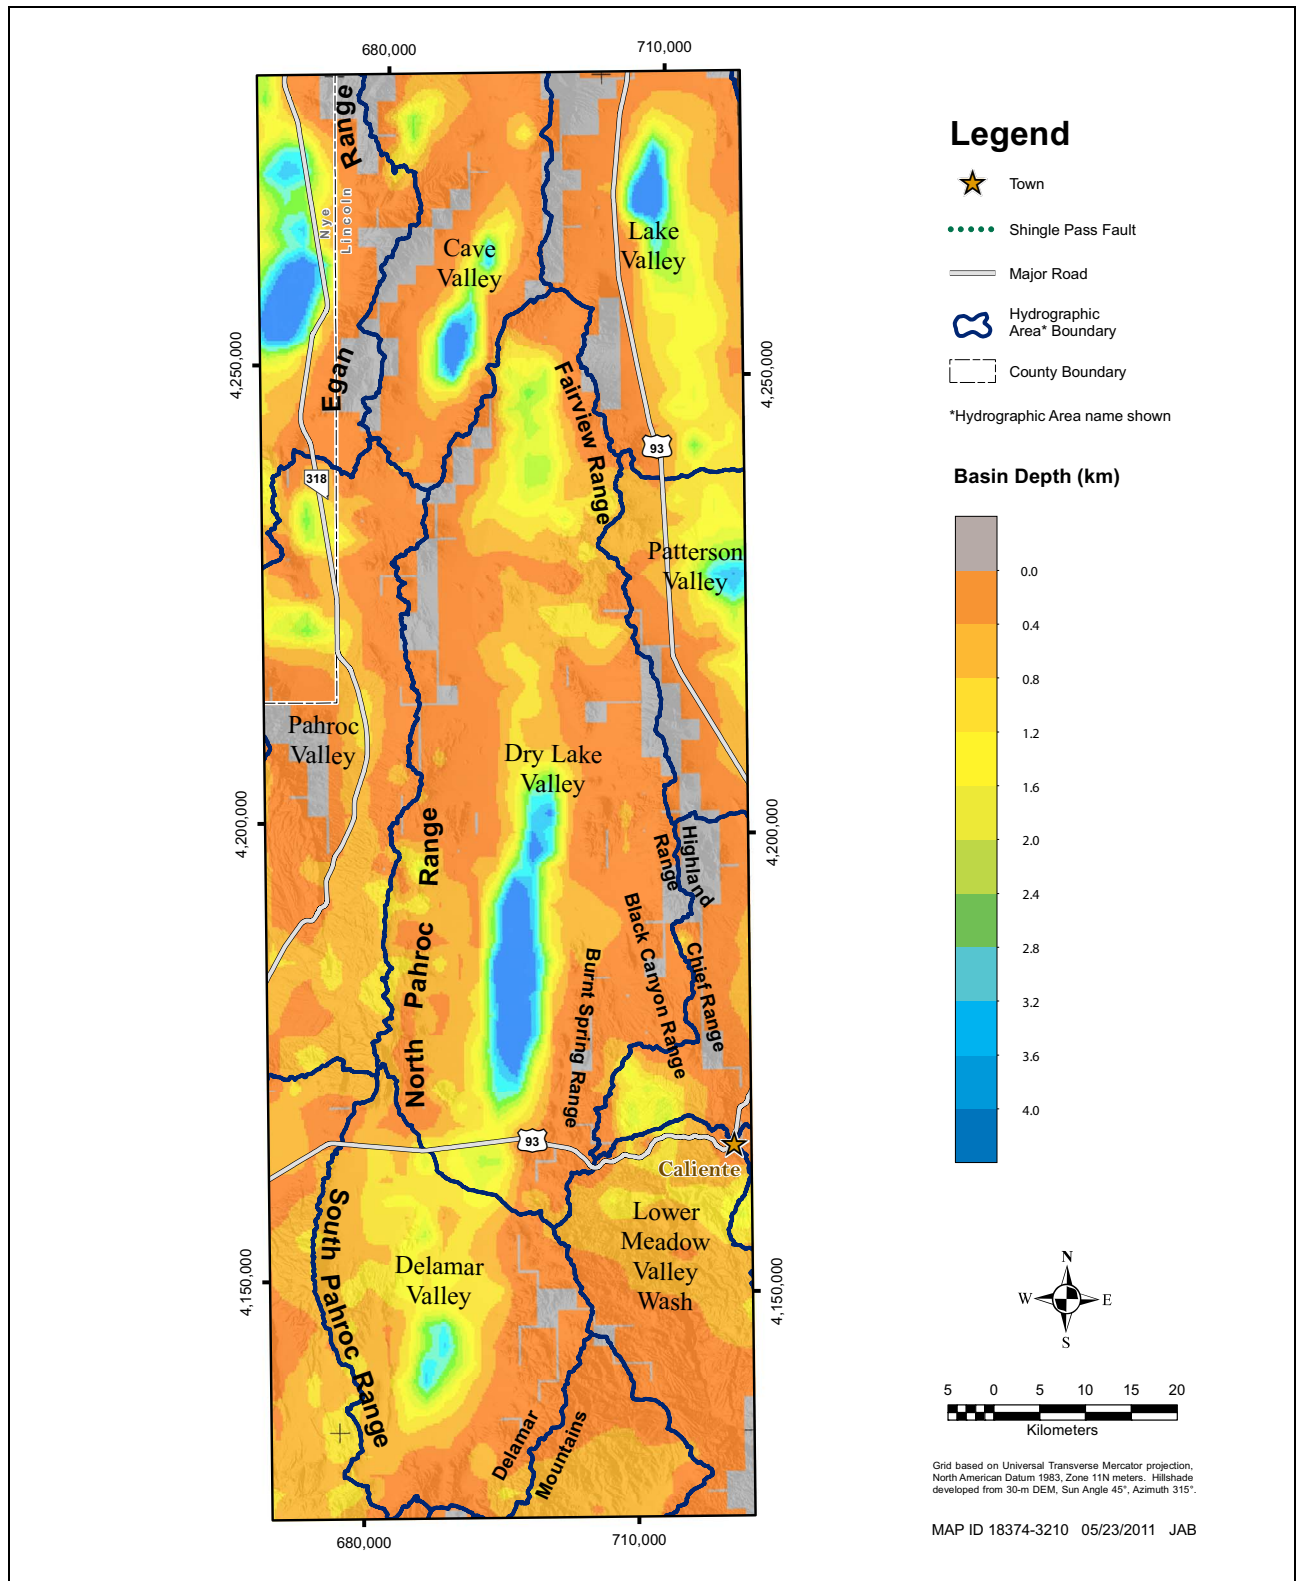 680,000
710,000
Range
Nye
Lincoln
Cave
Valley
Lake
Valley
4,250,000
4,250,000
Egan
Fairview Range
93
318
Patterson
Valley
Pahroc
Valley
Dry Lake
Valley
4,200,000
4,200,000
North Pahroc Range
Highland
Range
Black Canyon Range
Chief Range
Burnt Spring Range
93
Caliente
South Pahroc Range
Lower
Meadow
Valley
Wash
Delamar
Valley
4,150,000
4,150,000
Delamar
Mountains
680,000
710,000
Legend
Town
Shingle Pass Fault
Major Road
Hydrographic
Area* Boundary
County Boundary
*Hydrographic Area name shown
Basin Depth (km)
0.0
0.4
0.8
1.2
1.6
2.0
2.4
2.8
3.2
3.6
4.0
N
W E
S
5 0 5 10 15 20
Kilometers
Grid based on Universal Transverse Mercator projection,
North American Datum 1983, Zone 11N meters. Hillshade
developed from 30-m DEM, Sun Angle 45°, Azimuth 315°.
MAP ID 18374-3210 05/23/2011 JAB